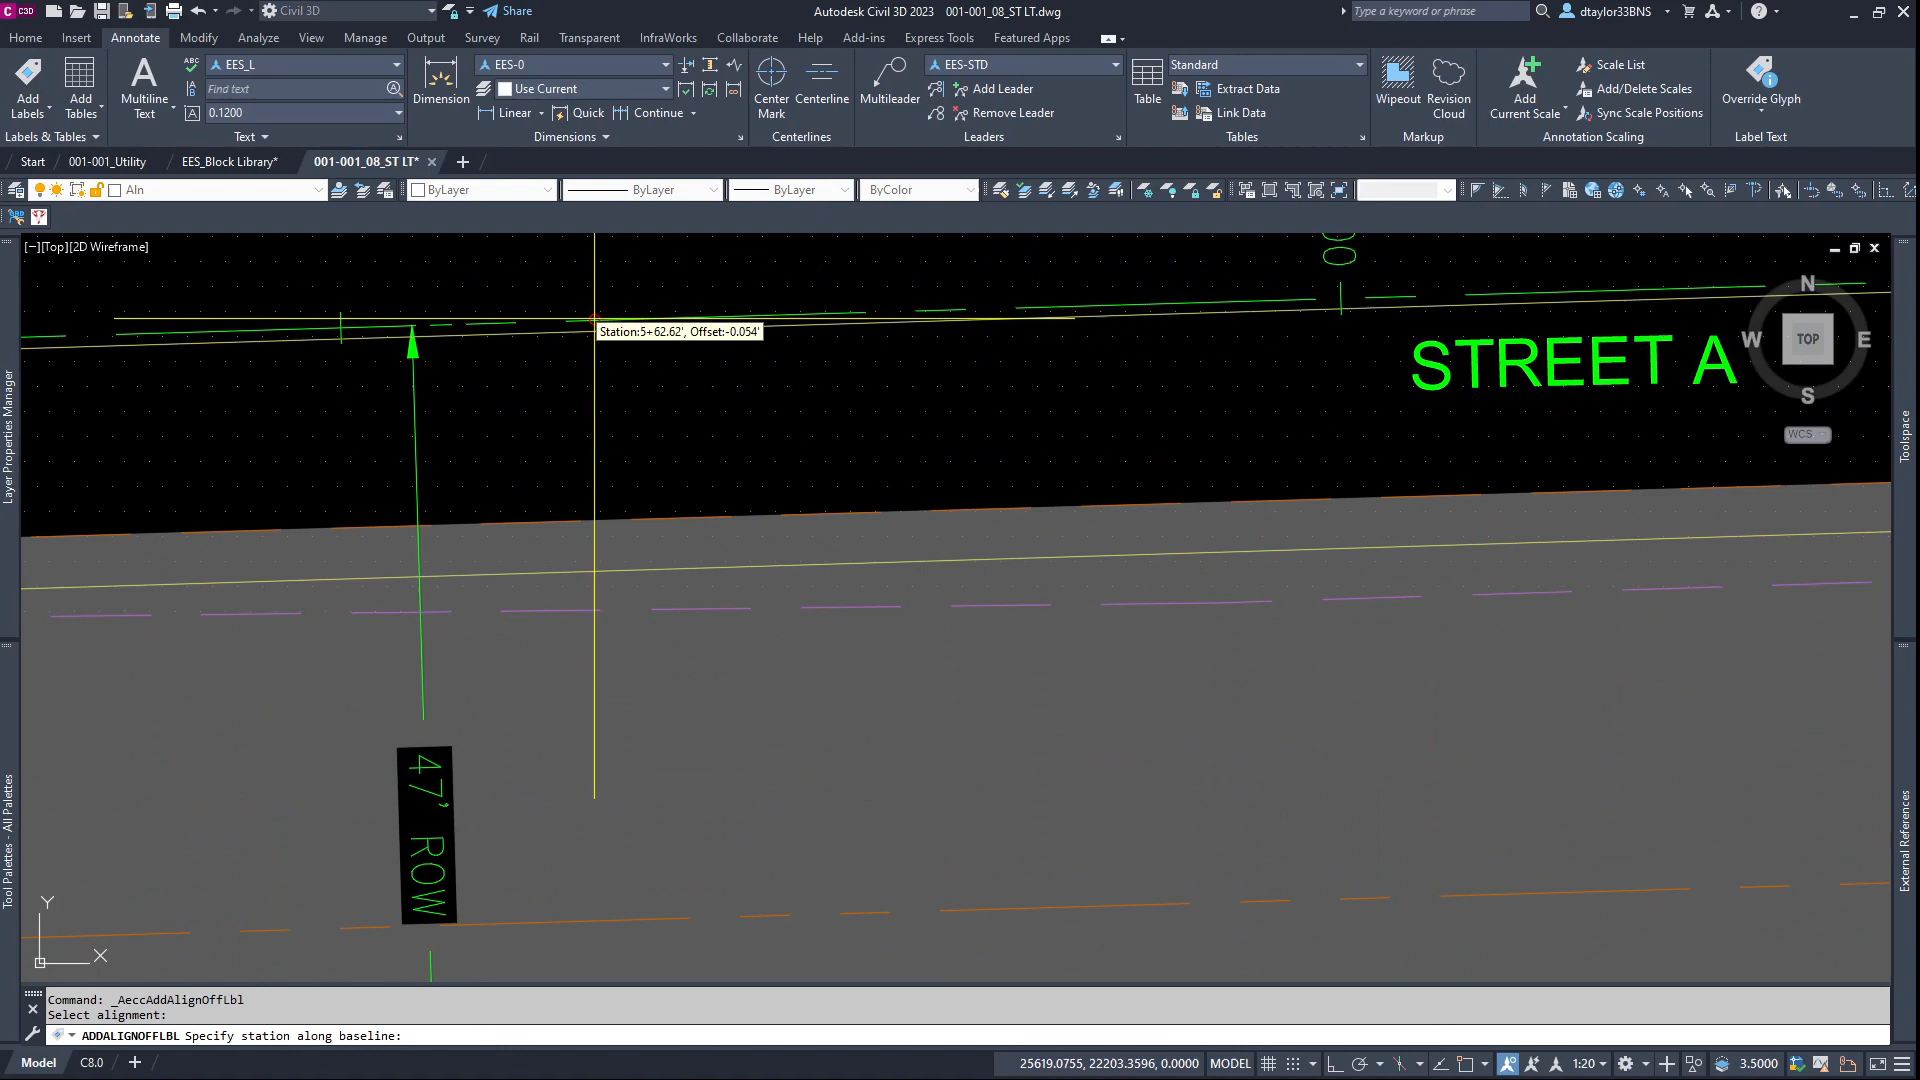 C3D
Civil 3D
Share
Autodesk Civil 3D 2023 001-001_08_ST LT.dwg
Type a keyword or phrase
dtaylor33BNS
Home Insert Annotate Modify Analyze View Manage Output Survey Rail Transparent InfraWorks Collaborate Help Add-ins Express Tools Featured Apps
Add Labels
Add Tables
Labels & Tables
Multiline Text
ABC
EES_L
Find text
0.1200
Text
Dimension
EES-0
Use Current
Linear
Quick
Continue
Dimensions
Center Mark
Centerline
Centerlines
Multileader
EES-STD
Add Leader
Remove Leader
Leaders
Table
Standard
Extract Data
Link Data
Tables
Wipeout
Revision Cloud
Markup
Add Current Scale
Scale List
Add/Delete Scales
Sync Scale Positions
Annotation Scaling
Override Glyph
Label Text
Start
001-001_Utility
EES_Block Library*
001-001_08_ST LT*
Aln
ByLayer
ByLayer
ByLayer
ByColor
[−][Top][2D Wireframe]
Station:5+62.62', Offset:-0.054'
STREET A
47' ROW
N
W
TOP
E
S
WCS
Layer Properties Manager
Tool Palettes - All Palettes
Toolspace
External References
Y
X
Command: _AeccAddAlignOffLbl
Select alignment:
ADDALIGNOFFLBL Specify station along baseline:
Model
C8.0
25619.0755, 22203.3596, 0.0000
MODEL
1:20
3.5000